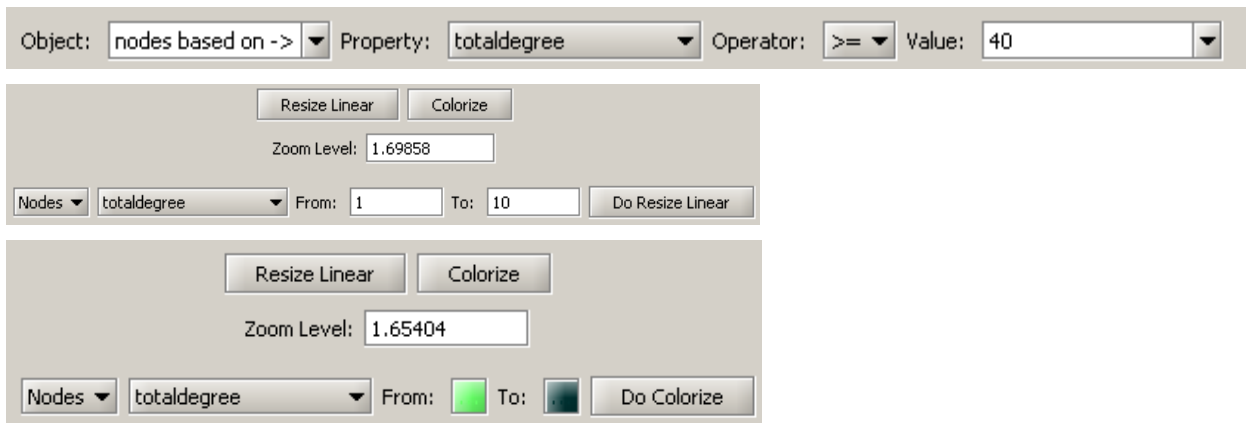 Object: nodes based on -> Property: totaldegree Operator: >= Value: 40
Resize Linear Colorize
Zoom Level: 1.69858
Nodes totaldegree From: 1 To: 10 Do Resize Linear
Resize Linear Colorize
Zoom Level: 1.65404
Nodes totaldegree From: To: Do Colorize